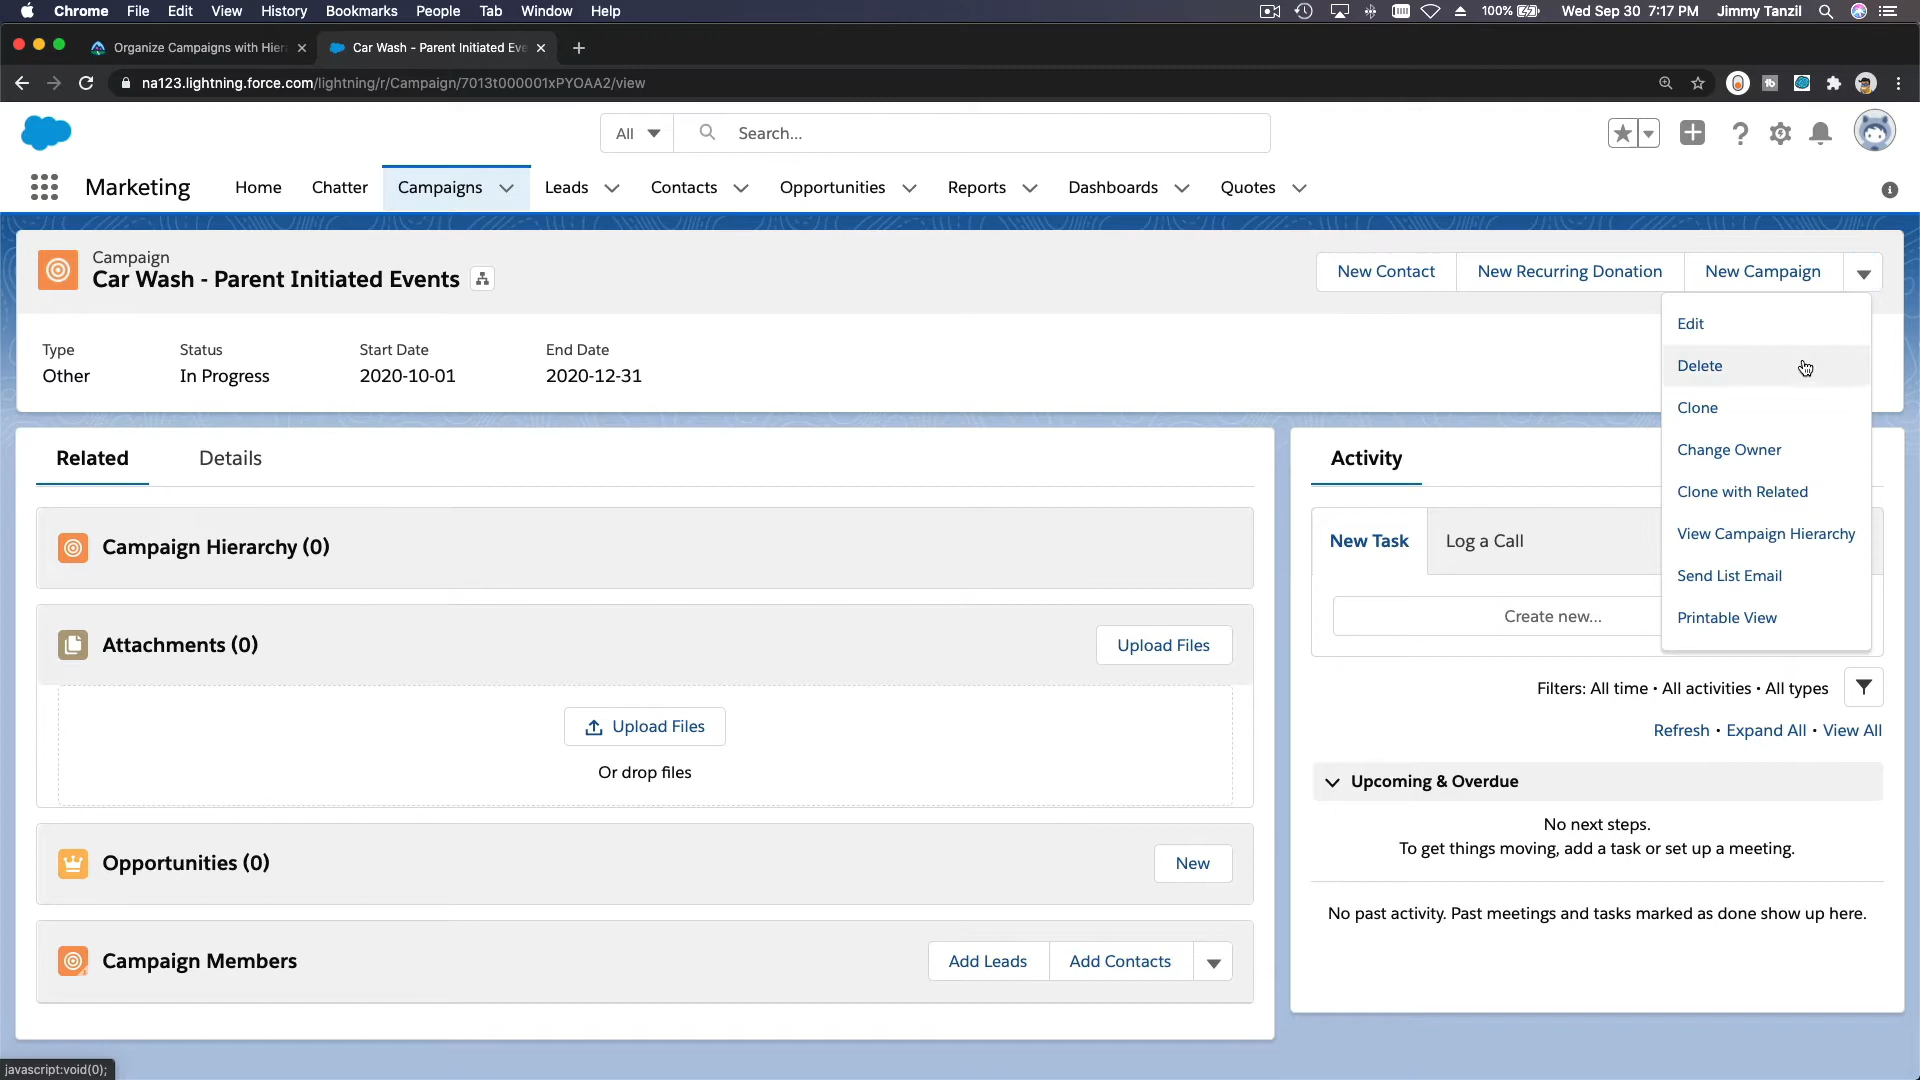 Chrome File Edit View History Bookmarks People Tab Window Help 100% Wed Sep 30 7:17 PM Jimmy Tanzil
Organize Campaigns with Hier Car Wash - Parent Initiated Eve
na123.lightning.force.com/lightning/r/Campaign/7013t000001xPYOAA2/view
All Search...
Marketing Home Chatter Campaigns Leads Contacts Opportunities Reports Dashboards Quotes
Campaign
Car Wash - Parent Initiated Events
New Contact New Recurring Donation New Campaign
Type Status Start Date End Date
Other In Progress 2020-10-01 2020-12-31
Edit
Delete
Clone
Change Owner
Clone with Related
View Campaign Hierarchy
Send List Email
Printable View
Related Details
Campaign Hierarchy (0)
Attachments (0) Upload Files
Upload Files
Or drop files
Opportunities (0) New
Campaign Members Add Leads Add Contacts
Activity
New Task Log a Call
Create new...
Filters: All time • All activities • All types
Refresh • Expand All • View All
Upcoming & Overdue
No next steps.
To get things moving, add a task or set up a meeting.
No past activity. Past meetings and tasks marked as done show up here.
javascript:void(0);